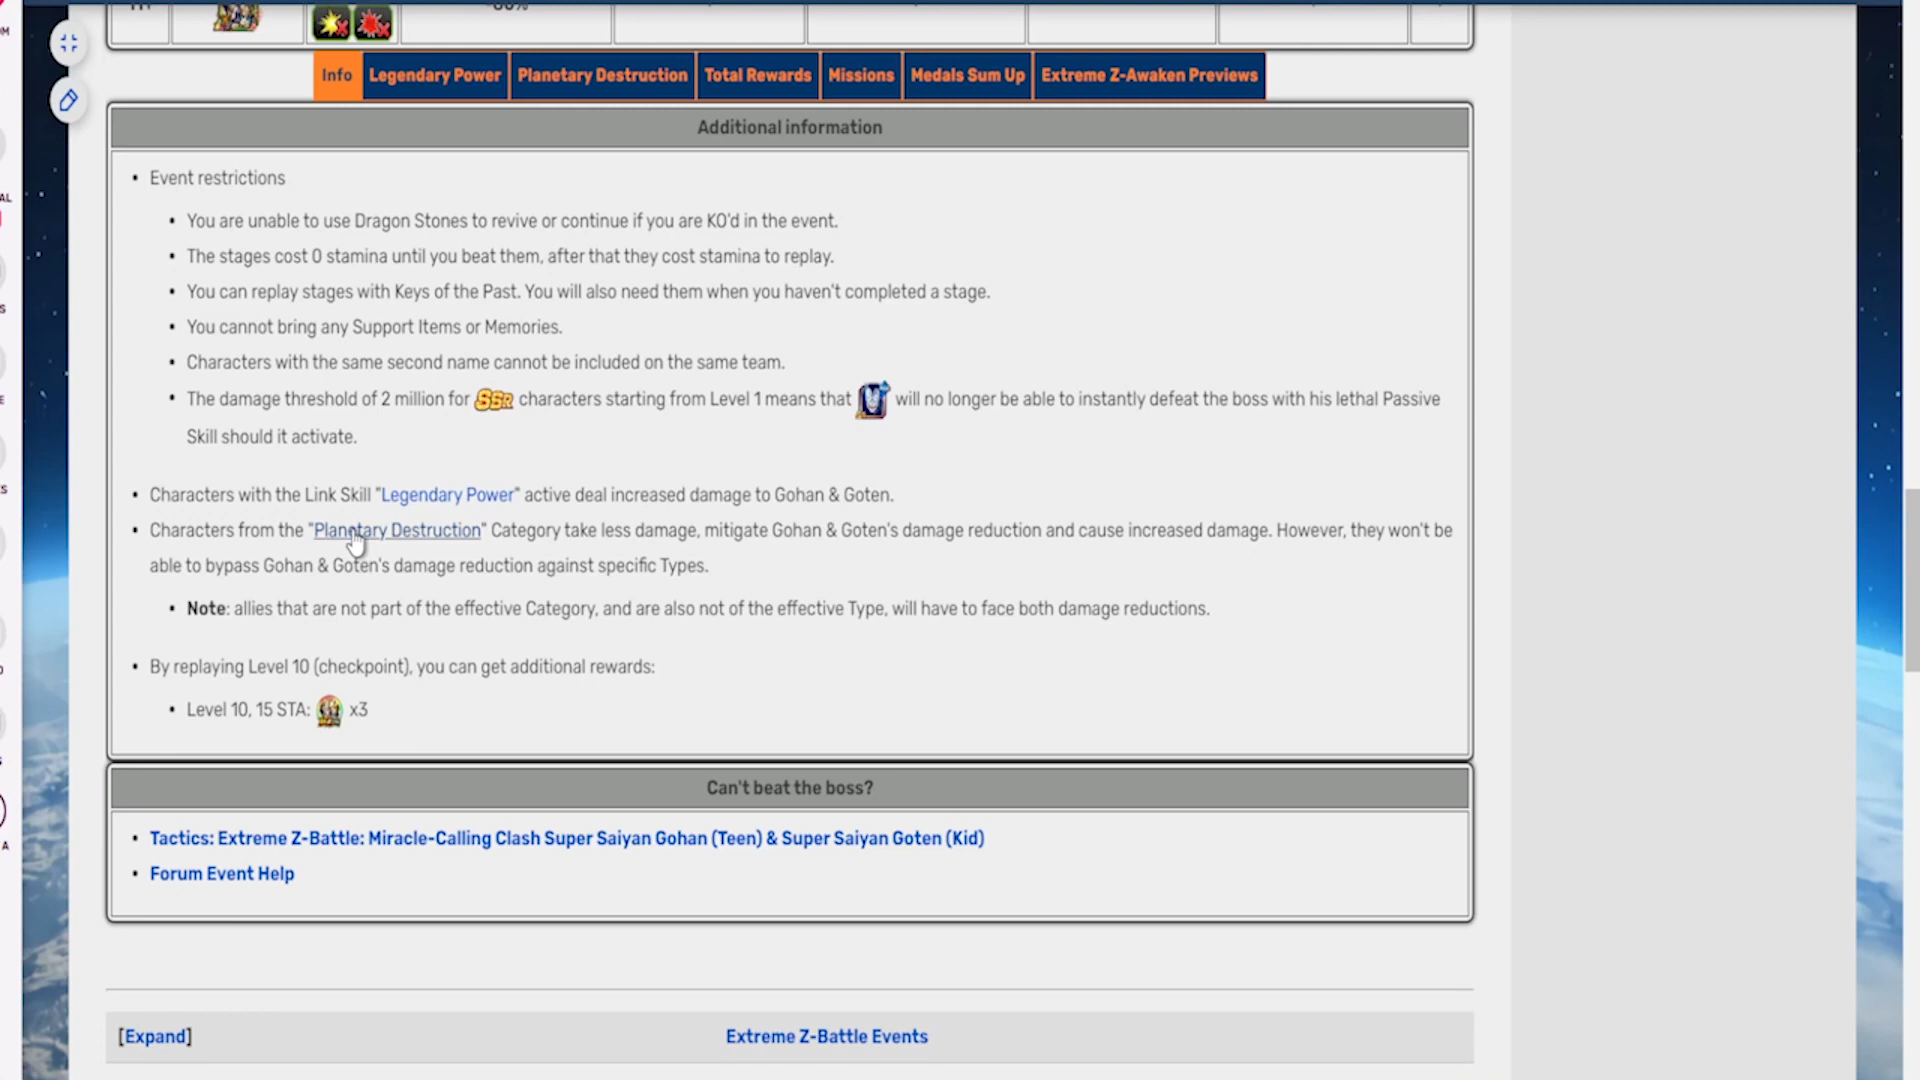 Info
Legendary Power
Planetary Destruction
Total Rewards
Missions
Medals Sum Up
Extreme Z-Awaken Previews
Additional information
• Event restrictions
• You are unable to use Dragon Stones to revive or continue if you are KO'd in the event.
• The stages cost 0 stamina until you beat them, after that they cost stamina to replay.
• You can replay stages with Keys of the Past. You will also need them when you haven't completed a stage.
• You cannot bring any Support Items or Memories.
• Characters with the same second name cannot be included on the same team.
• The damage threshold of 2 million for SSR characters starting from Level 1 means that will no longer be able to instantly defeat the boss with his lethal Passive
Skill should it activate.
• Characters with the Link Skill "Legendary Power" active deal increased damage to Gohan & Goten.
• Characters from the "Planetary Destruction" Category take less damage, mitigate Gohan & Goten's damage reduction and cause increased damage. However, they won't be
able to bypass Gohan & Goten's damage reduction against specific Types.
• Note: allies that are not part of the effective Category, and are also not of the effective Type, will have to face both damage reductions.
• By replaying Level 10 (checkpoint), you can get additional rewards:
• Level 10, 15 STA: x3
Can't beat the boss?
• Tactics: Extreme Z-Battle: Miracle-Calling Clash Super Saiyan Gohan (Teen) & Super Saiyan Goten (Kid)
• Forum Event Help
[Expand]
Extreme Z-Battle Events